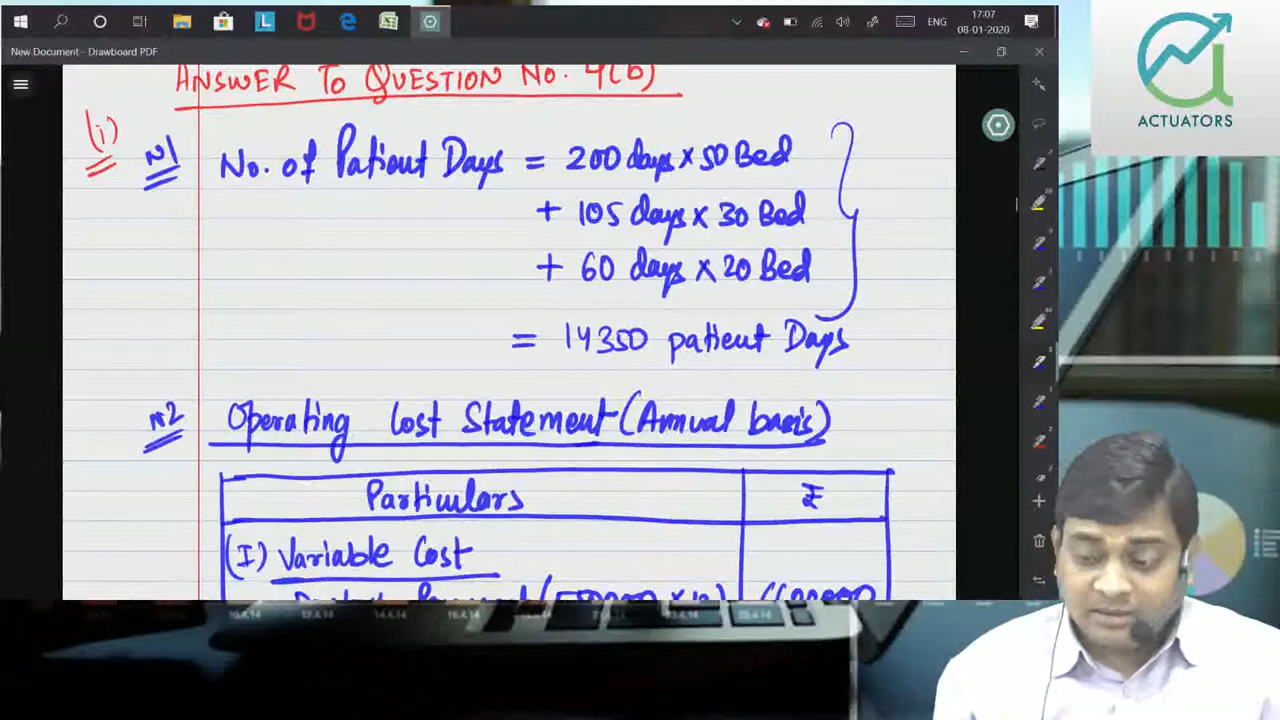 17:07
ENG
08-01-2020
New Document - Drawboard PDF
ACTUATORS
ANSWER TO QUESTION NO. 4(b)
(i)
N1 No. of Patient Days = 200 days × 50 Bed
+ 105 days × 30 Bed
+ 60 days × 20 Bed
= 14350 patient Days
N2 Operating Cost Statement (Annual basis)
Particulars ₹
(I) Variable Cost